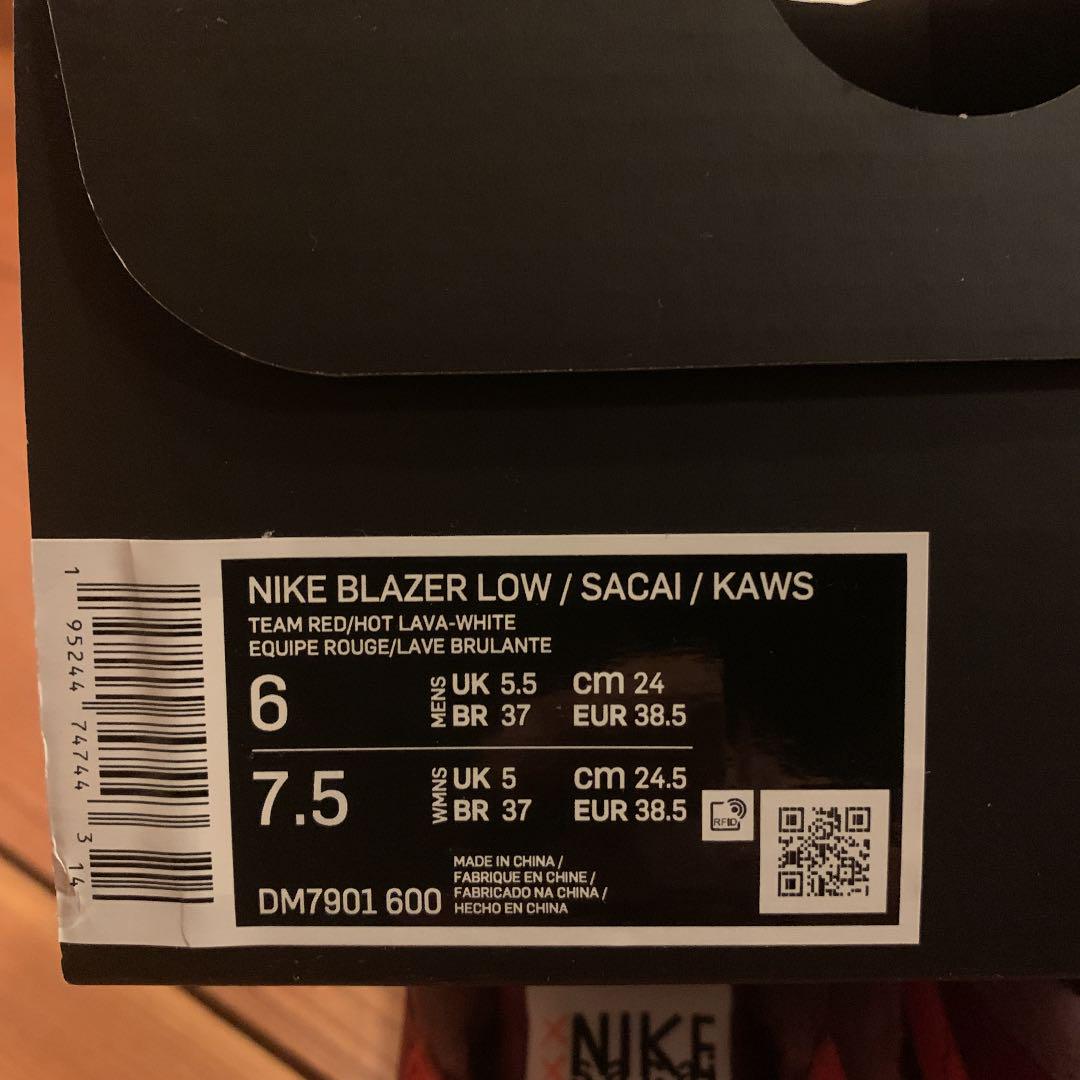 NIKE BLAZER LOW / SACAI / KAWS
TEAM RED/HOT LAVA-WHITE
EQUIPE ROUGE/LAVE BRULANTE
6 MENS UK 5.5 cm 24
BR 37 EUR 38.5
7.5 WMNS UK 5 cm 24.5
BR 37 EUR 38.5
RFID
MADE IN CHINA /
FABRIQUE EN CHINE /
FABRICADO NA CHINA /
HECHO EN CHINA
DM7901 600
1 95244 74744 3 14
NIKE